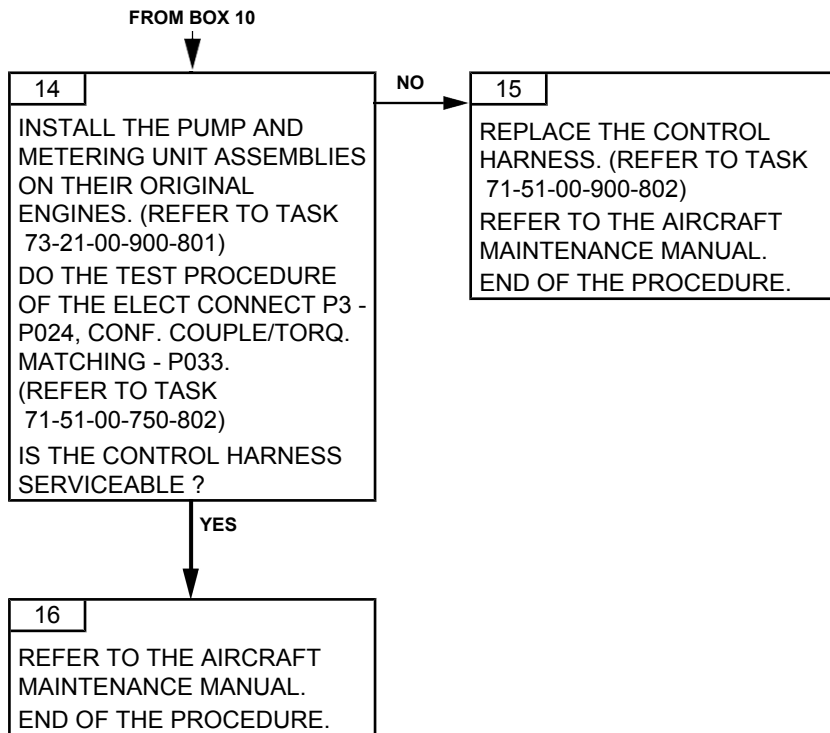 FROM BOX 10
14
INSTALL THE PUMP AND
METERING UNIT ASSEMBLIES
ON THEIR ORIGINAL
ENGINES. (REFER TO TASK
73-21-00-900-801)
DO THE TEST PROCEDURE
OF THE ELECT CONNECT P3 -
P024, CONF. COUPLE/TORQ.
MATCHING - P033.
(REFER TO TASK
71-51-00-750-802)
IS THE CONTROL HARNESS
SERVICEABLE ?
NO
15
REPLACE THE CONTROL
HARNESS. (REFER TO TASK
71-51-00-900-802)
REFER TO THE AIRCRAFT
MAINTENANCE MANUAL.
END OF THE PROCEDURE.
YES
16
REFER TO THE AIRCRAFT
MAINTENANCE MANUAL.
END OF THE PROCEDURE.